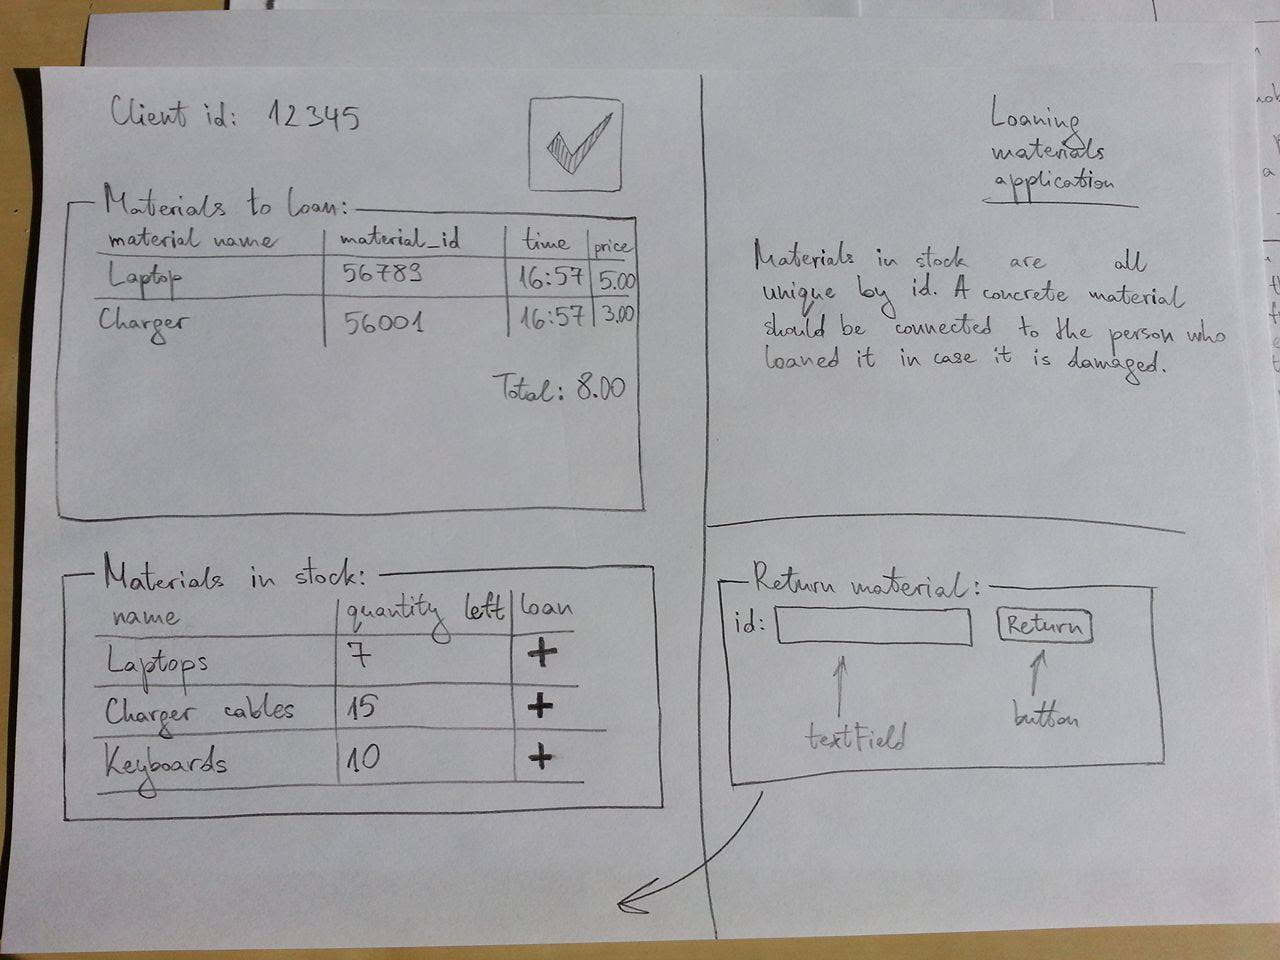 Client id: 12345
Materials to loan:
material name material_id time price
Laptop 56789 16:57 5.00
Charger 56001 16:57 3.00
Total: 8.00
Materials in stock:
name quantity left loan
Laptops 7 +
Charger cables 15 +
Keyboards 10 +
Loaning
materials
application
Materials in stock are all
unique by id. A concrete material
should be connected to the person who
loaned it in case it is damaged.
Return material:
id: Return
textField button